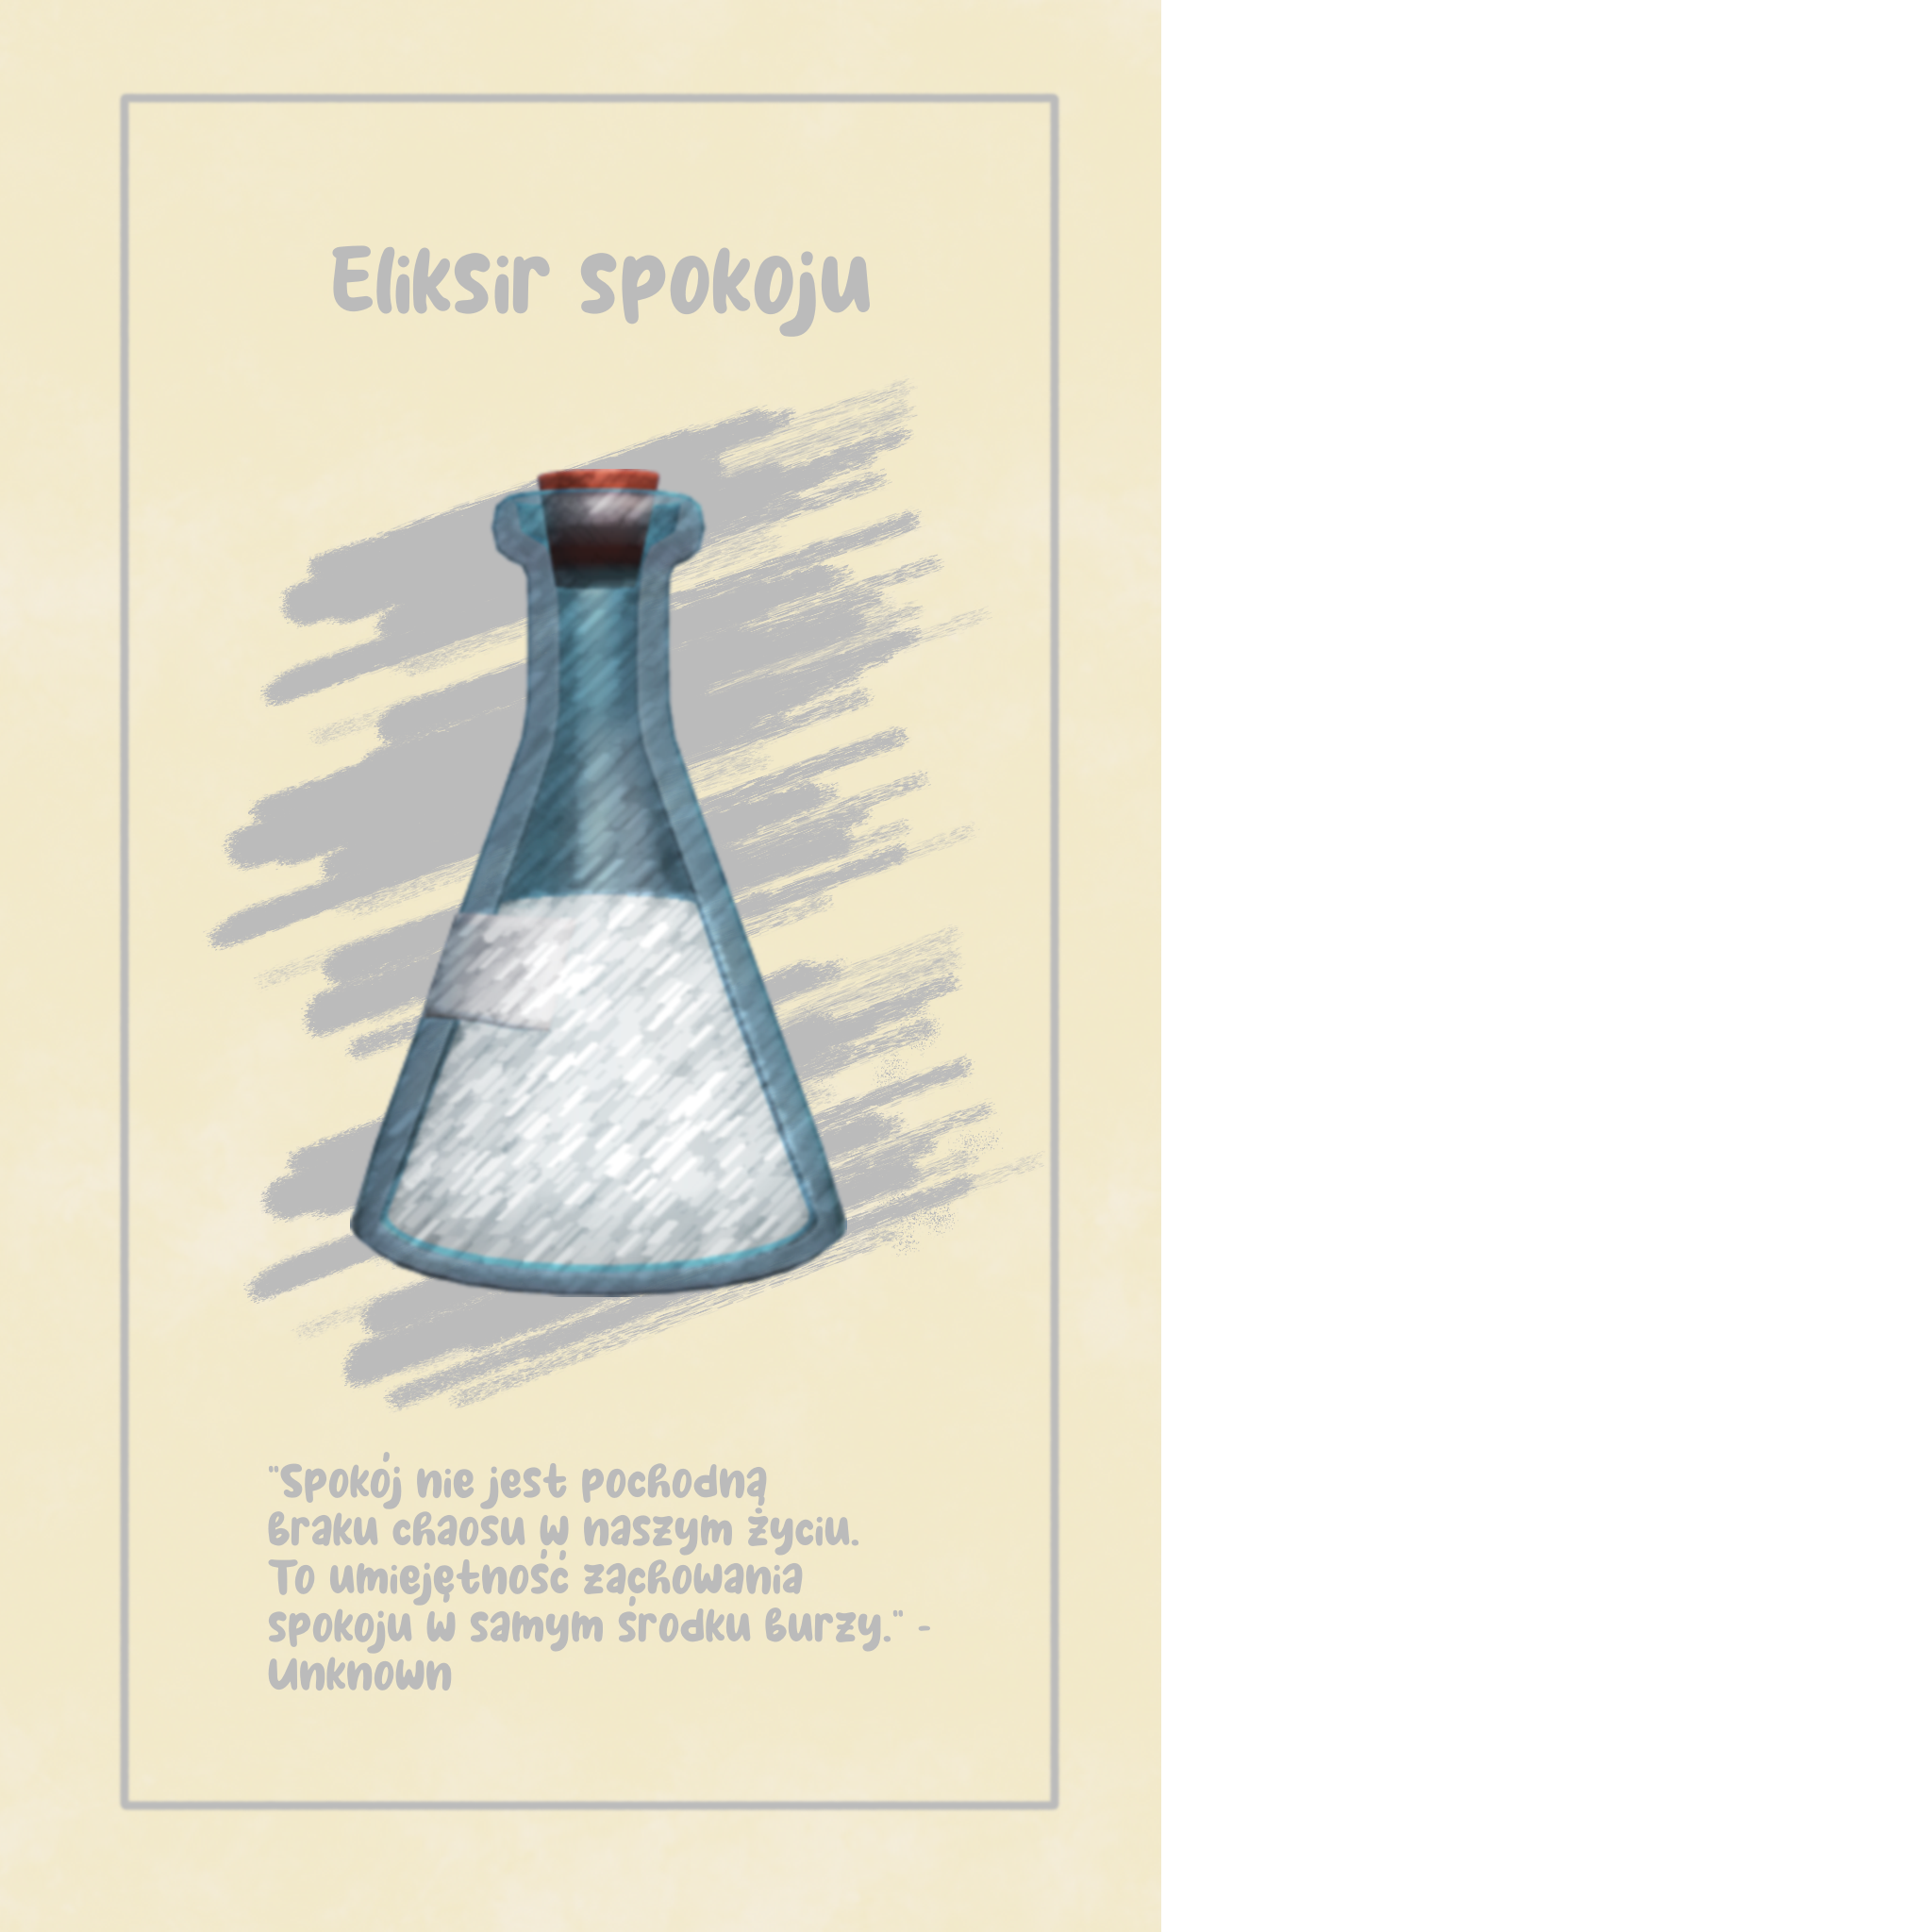 Eliksir spokoju
"Spokój nie jest pochodną
braku chaosu w naszym życiu.
To umiejętność zachowania
spokoju w samym środku burzy." -
Unknown